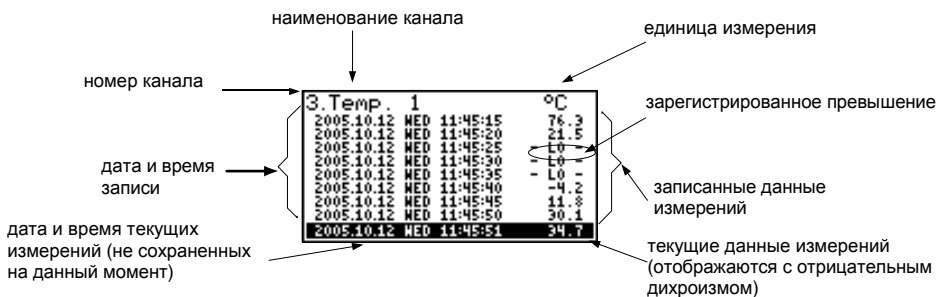 наименование канала
единица измерения
номер канала
зарегистрированное превышение
3.Temp. 1 °C
2005.10.12 WED 11:45:15 76.3
2005.10.12 WED 11:45:20 21.5
2005.10.12 WED 11:45:25 - LO -
2005.10.12 WED 11:45:30 - LO -
2005.10.12 WED 11:45:35 - LO -
2005.10.12 WED 11:45:40 -4.2
2005.10.12 WED 11:45:45 11.8
2005.10.12 WED 11:45:50 30.1
2005.10.12 WED 11:45:51 34.7
дата и время
записи
записанные данные
измерений
дата и время текущих
измерений (не сохраненных
на данный момент)
текущие данные измерений
(отображаются с отрицательным
дихроизмом)